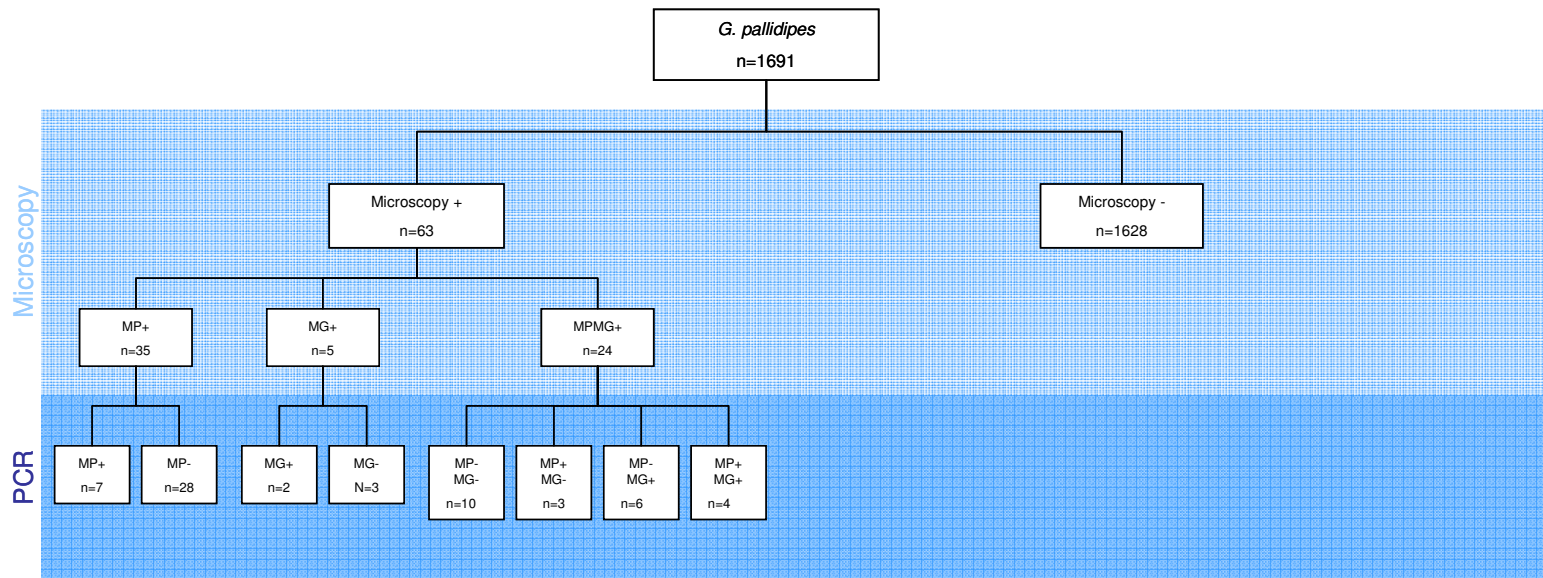 G. pallidipes
n=1691
Microscopy
Microscopy +
n=63
Microscopy -
n=1628
MP+
n=35
MG+
n=5
MPMG+
n=24
PCR
MP+
n=7
MP-
n=28
MG+
n=2
MG-
N=3
MP-
MG-
n=10
MP+
MG-
n=3
MP-
MG+
n=6
MP+
MG+
n=4